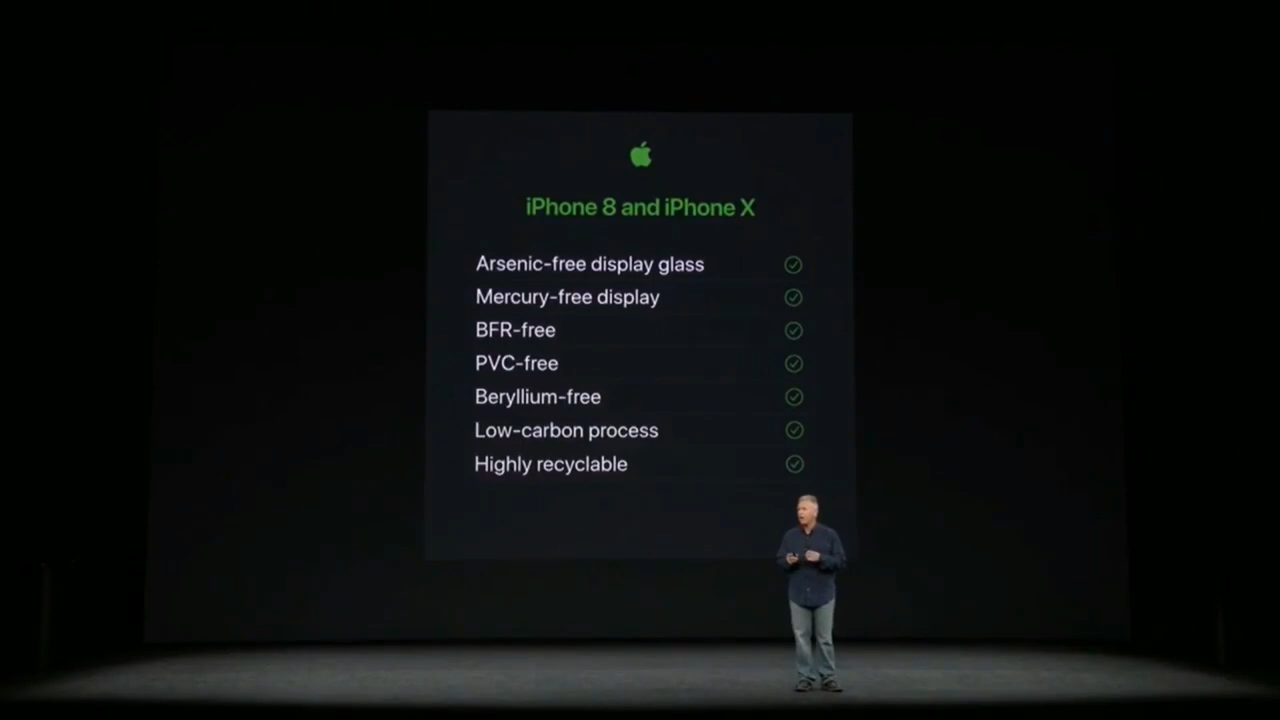 iPhone 8 and iPhone X
Arsenic-free display glass
Mercury-free display
BFR-free
PVC-free
Beryllium-free
Low-carbon process
Highly recyclable